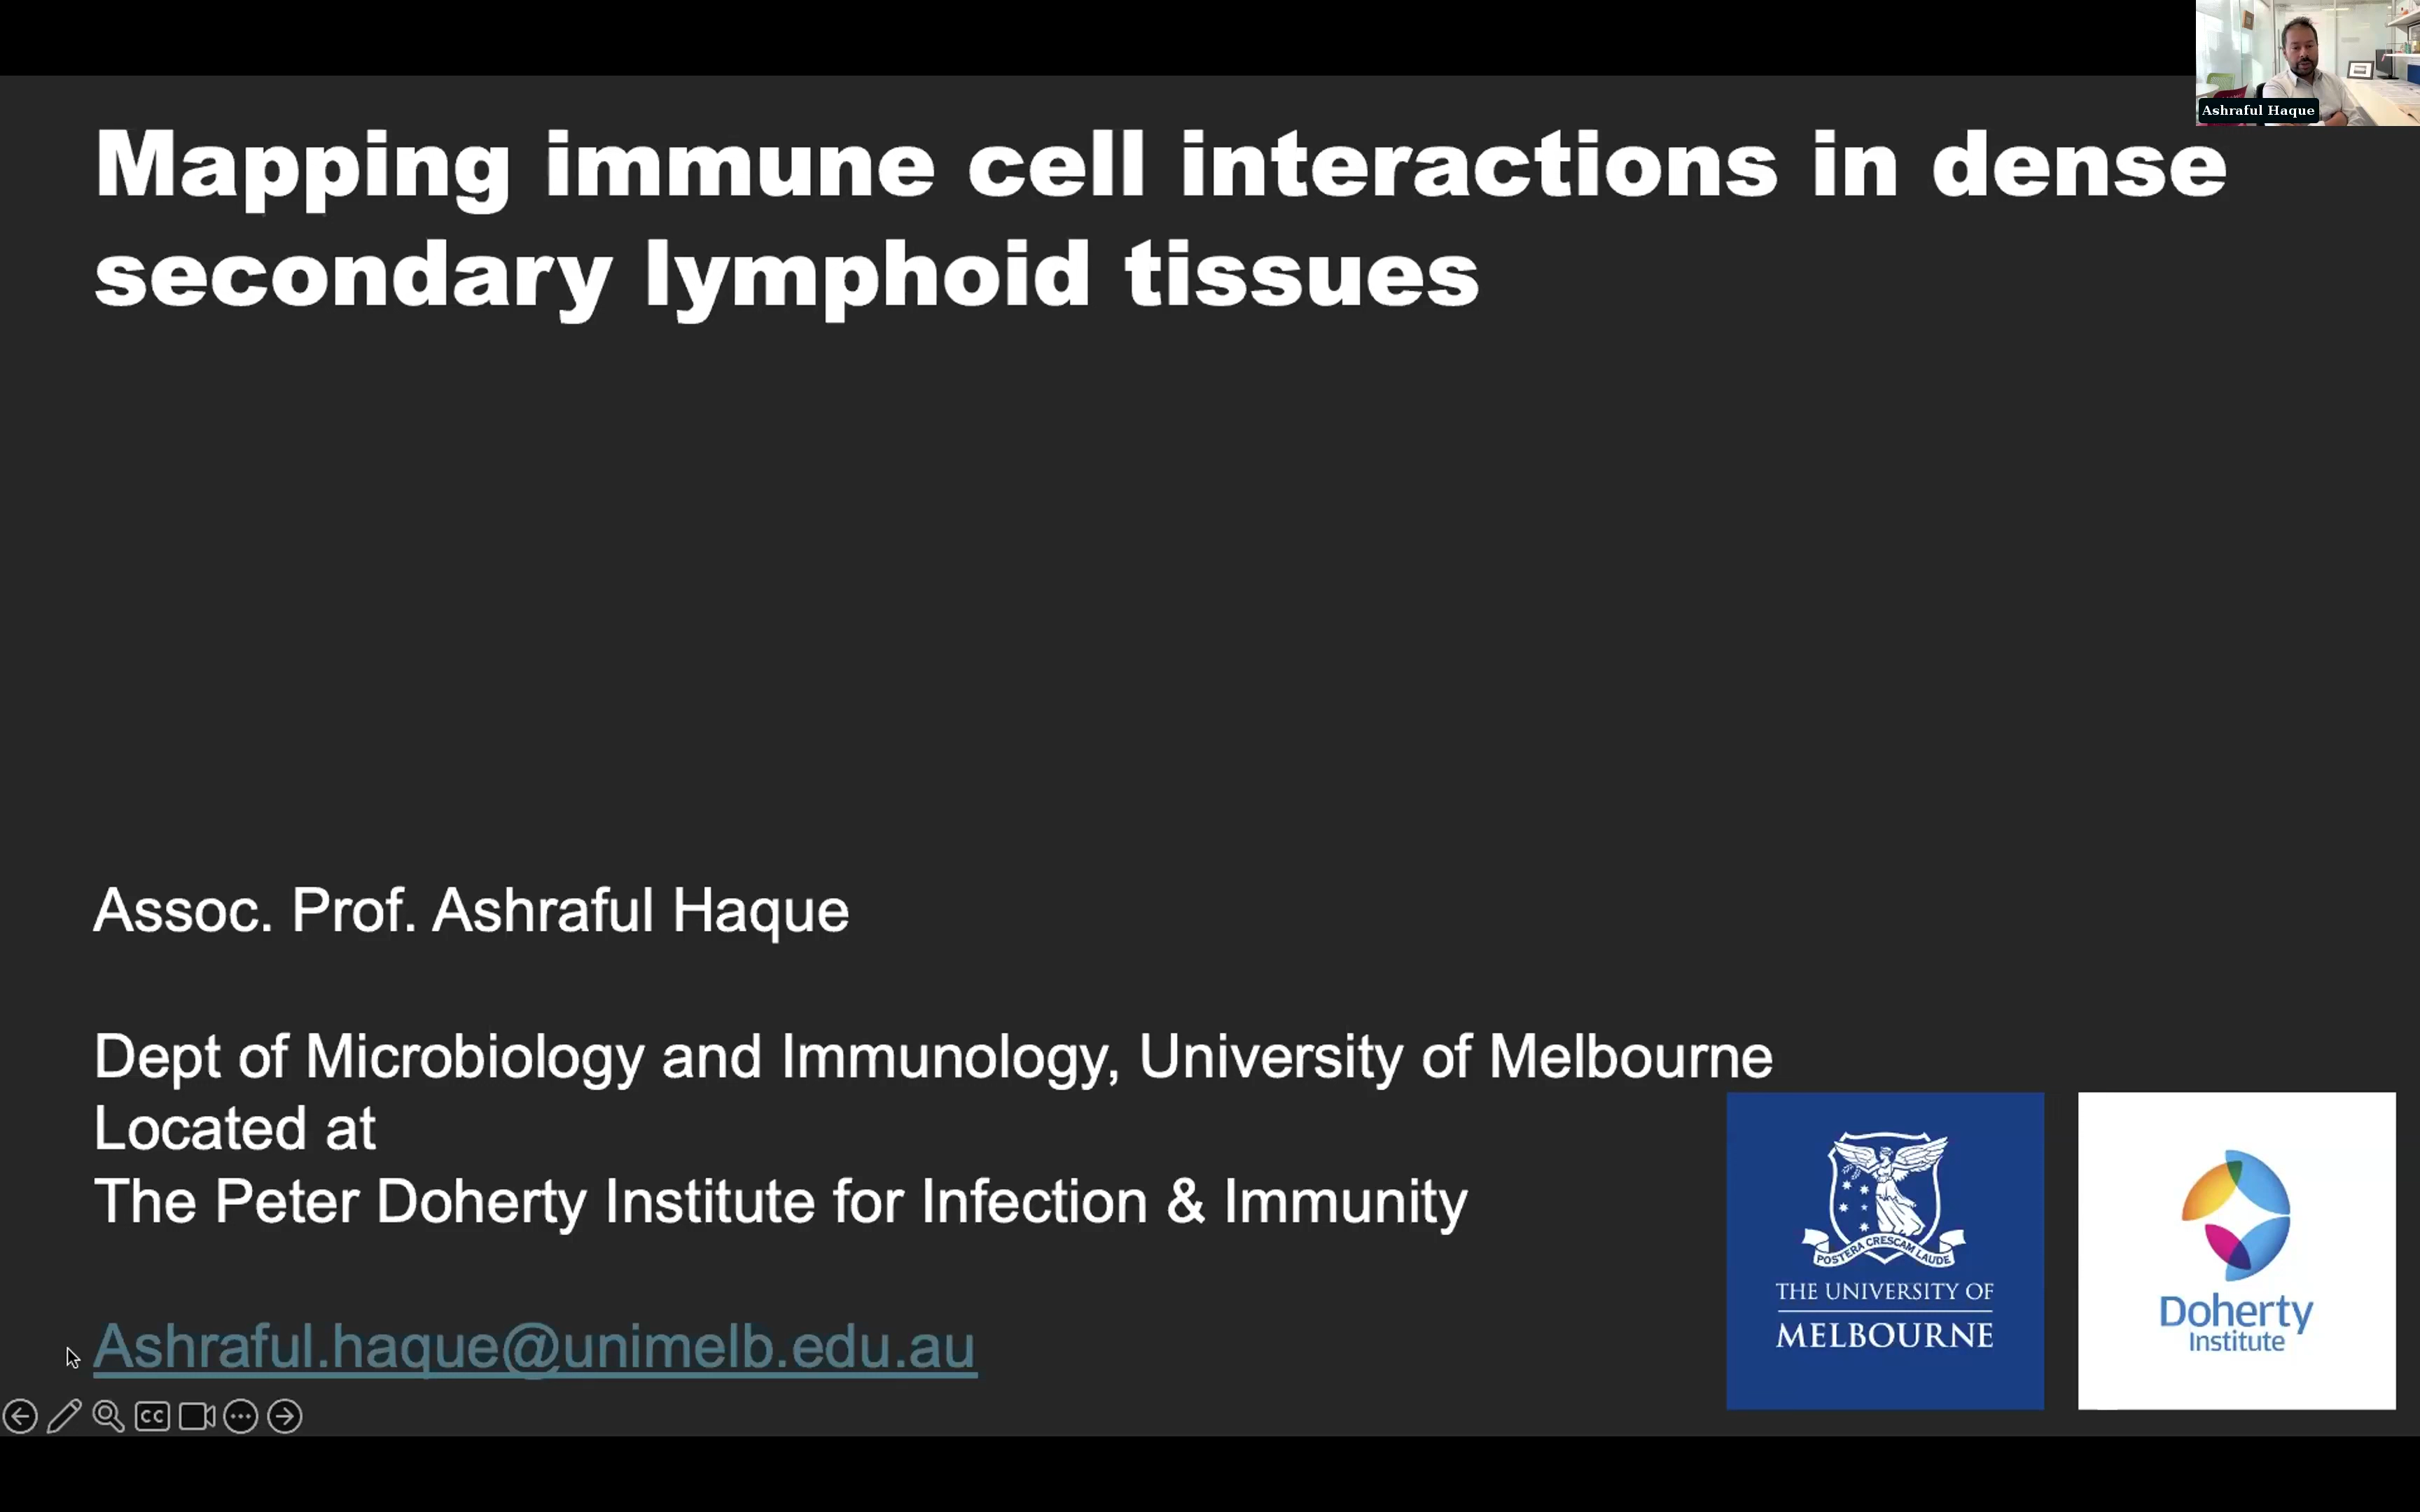 Ashraful Haque
Mapping immune cell interactions in dense
secondary lymphoid tissues
Assoc. Prof. Ashraful Haque
Dept of Microbiology and Immunology, University of Melbourne
Located at
The Peter Doherty Institute for Infection & Immunity
Ashraful.haque@unimelb.edu.au
POSTERA CRESCAM LAUDE
THE UNIVERSITY OF
MELBOURNE
Doherty
Institute
CC